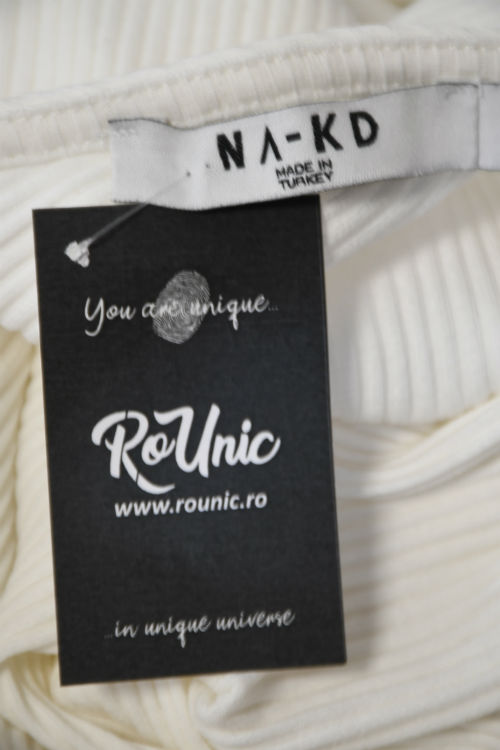 NA-KD
MADE IN
TURKEY
You are unique...
RoUnic
www.rounic.ro
...in unique universe